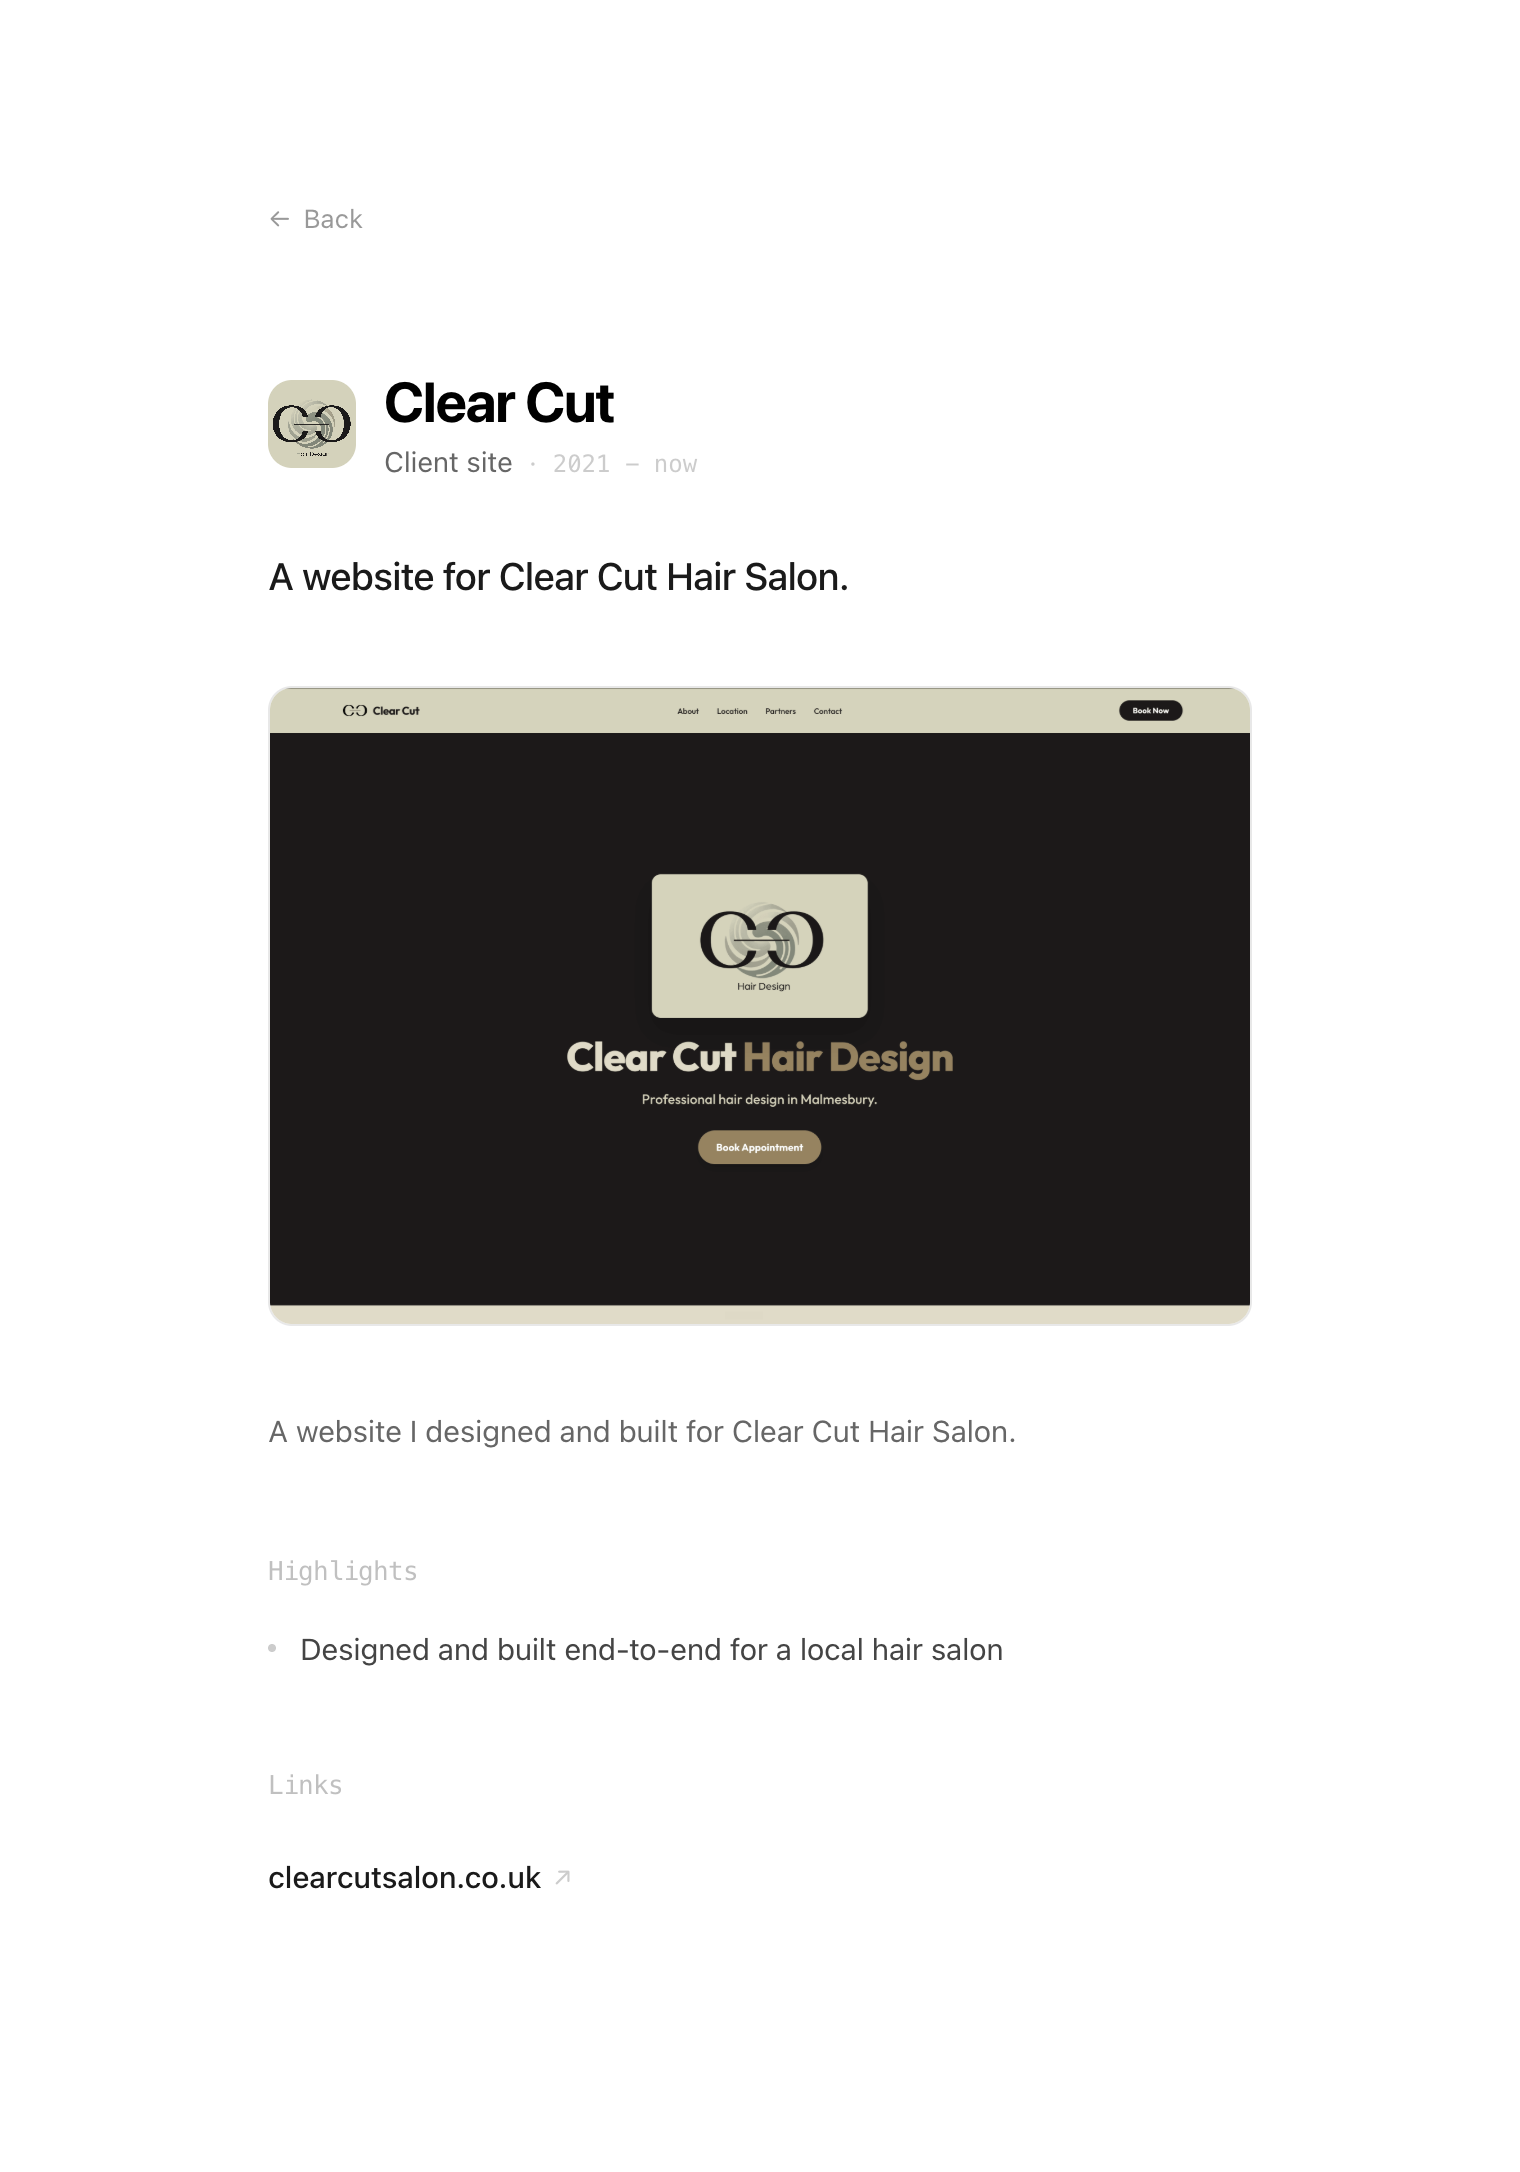 ← Back
Clear Cut
Client site · 2021 – now
A website for Clear Cut Hair Salon.
Clear Cut About Location Partners Contact Book Now
Hair Design
Clear Cut Hair Design
Professional hair design in Malmesbury.
Book Appointment
A website I designed and built for Clear Cut Hair Salon.
Highlights
• Designed and built end-to-end for a local hair salon
Links
clearcutsalon.co.uk ↗